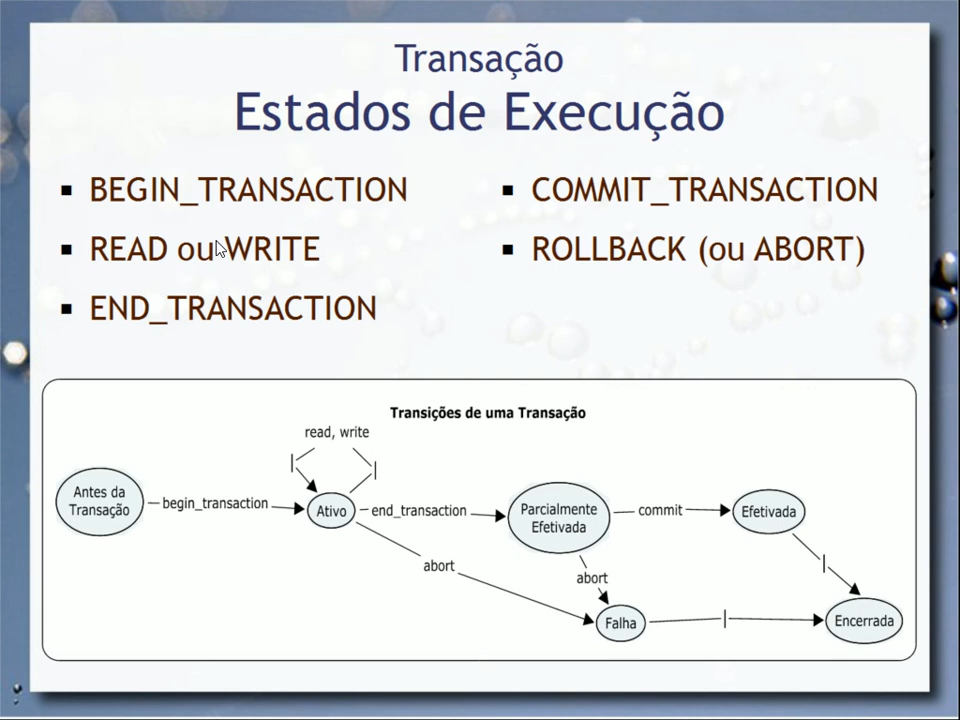 Transação
Estados de Execução
BEGIN_TRANSACTION
READ ou WRITE
END_TRANSACTION
COMMIT_TRANSACTION
ROLLBACK (ou ABORT)
Transições de uma Transação
read, write
Antes da
Transação
begin_transaction
Ativo
end_transaction
Parcialmente
Efetivada
commit
Efetivada
abort
abort
Falha
Encerrada